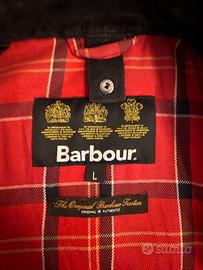 Barbour.
L
The Original Barbour Tartan
ORIGINAL & AUTHENTIC
subito